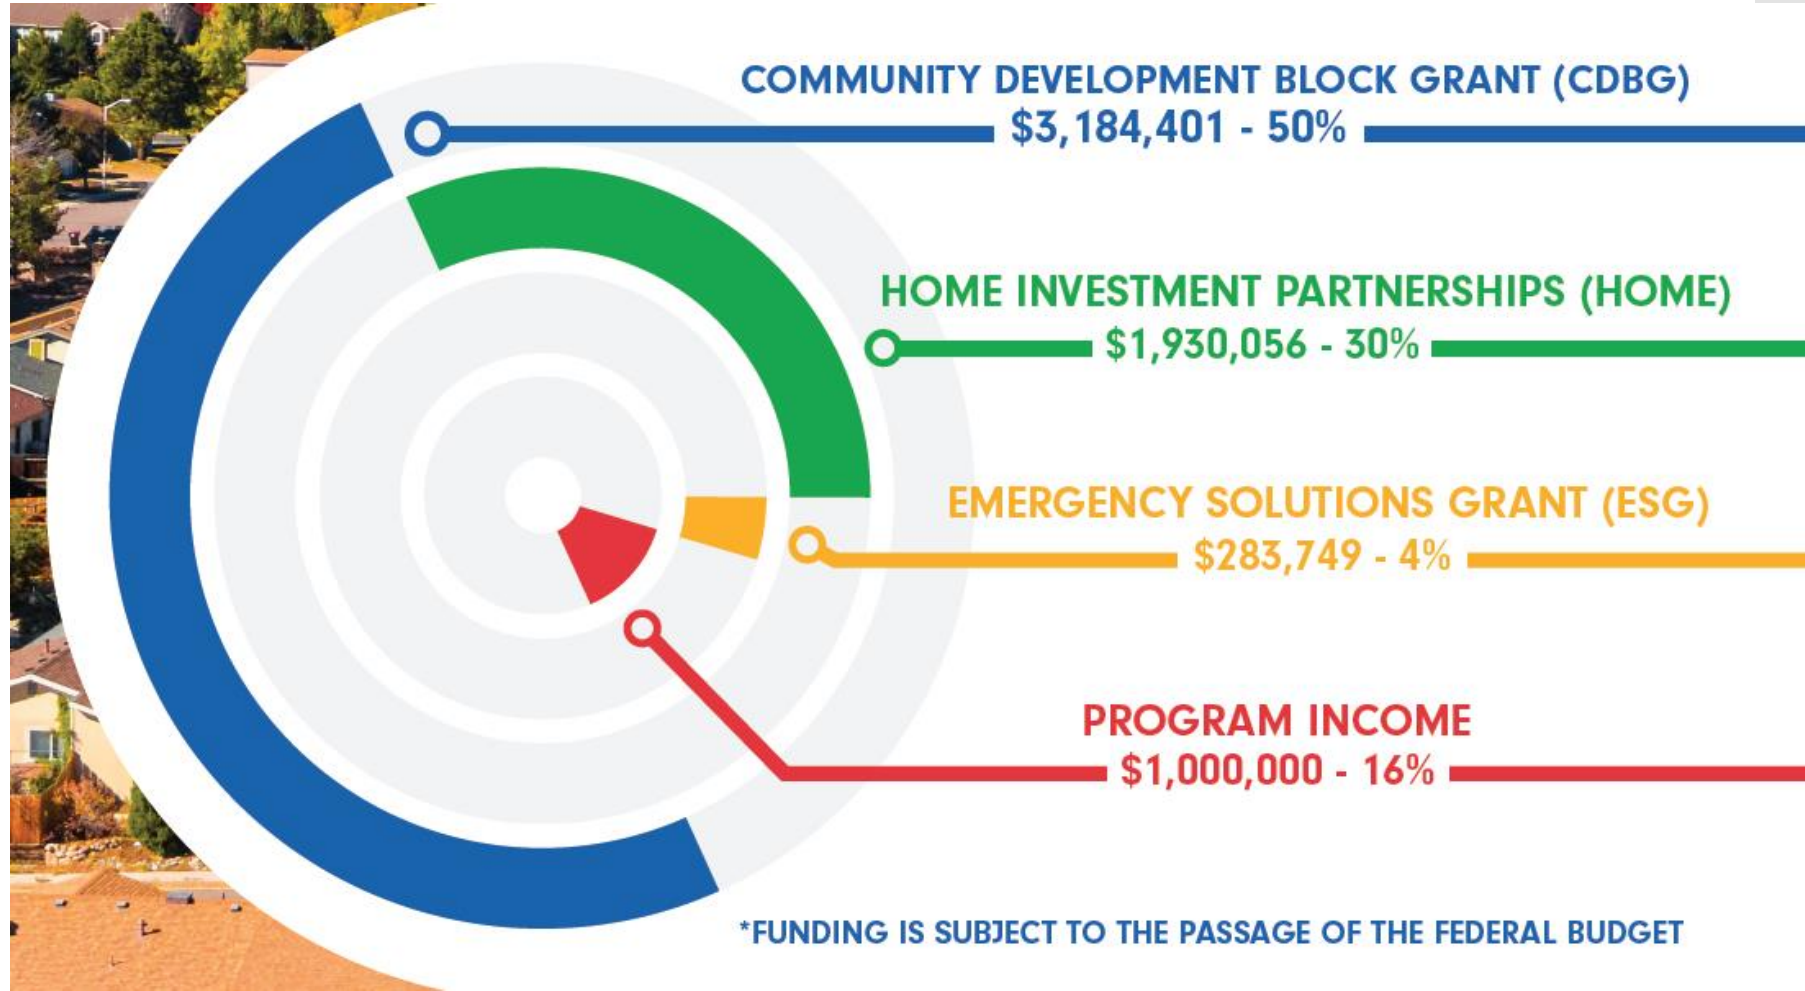 COMMUNITY DEVELOPMENT BLOCK GRANT (CDBG)
$3,184,401 - 50%
HOME INVESTMENT PARTNERSHIPS (HOME)
$1,930,056 - 30%
EMERGENCY SOLUTIONS GRANT (ESG)
$283,749 - 4%
PROGRAM INCOME
$1,000,000 - 16%
*FUNDING IS SUBJECT TO THE PASSAGE OF THE FEDERAL BUDGET